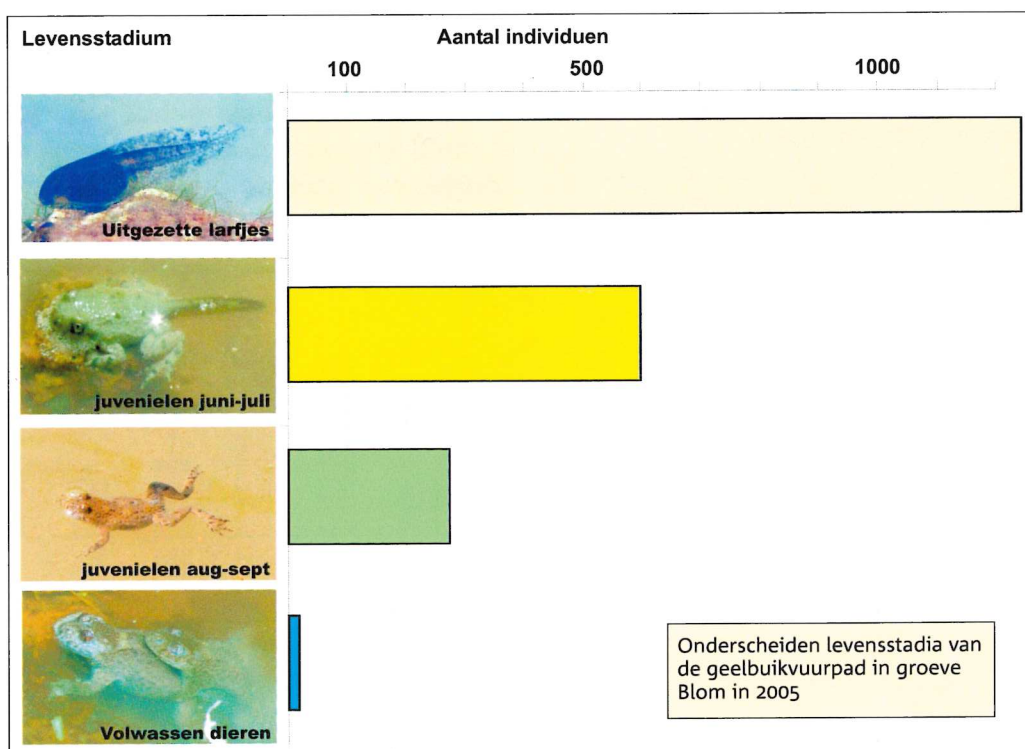 Levensstadium
Aantal individuen
100 500 1000
Uitgezette larfjes
juvenielen juni-juli
juvenielen aug-sept
Volwassen dieren
Onderscheiden levensstadia van
de geelbuikvuurpad in groeve
Blom in 2005